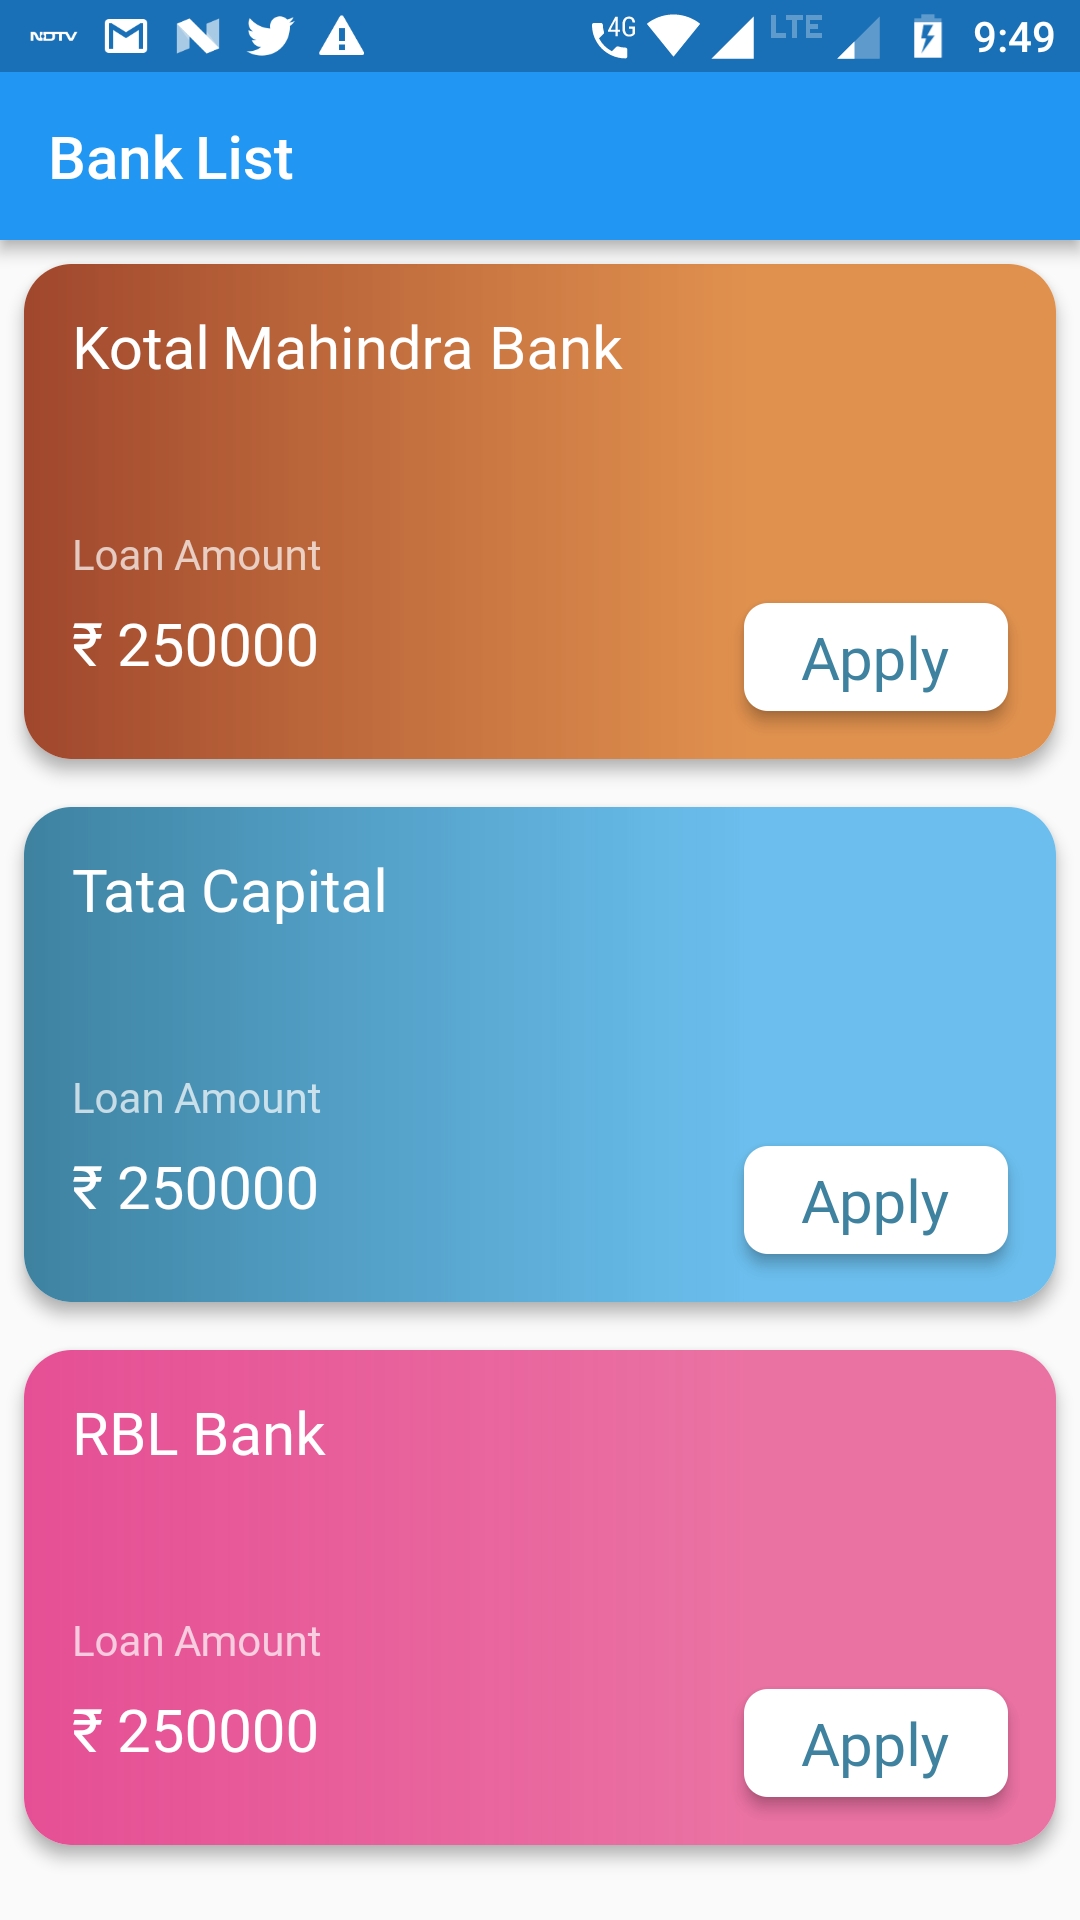 NDTV 4G LTE 9:49
Bank List
Kotal Mahindra Bank
Loan Amount
₹ 250000
Apply
Tata Capital
Loan Amount
₹ 250000
Apply
RBL Bank
Loan Amount
₹ 250000
Apply